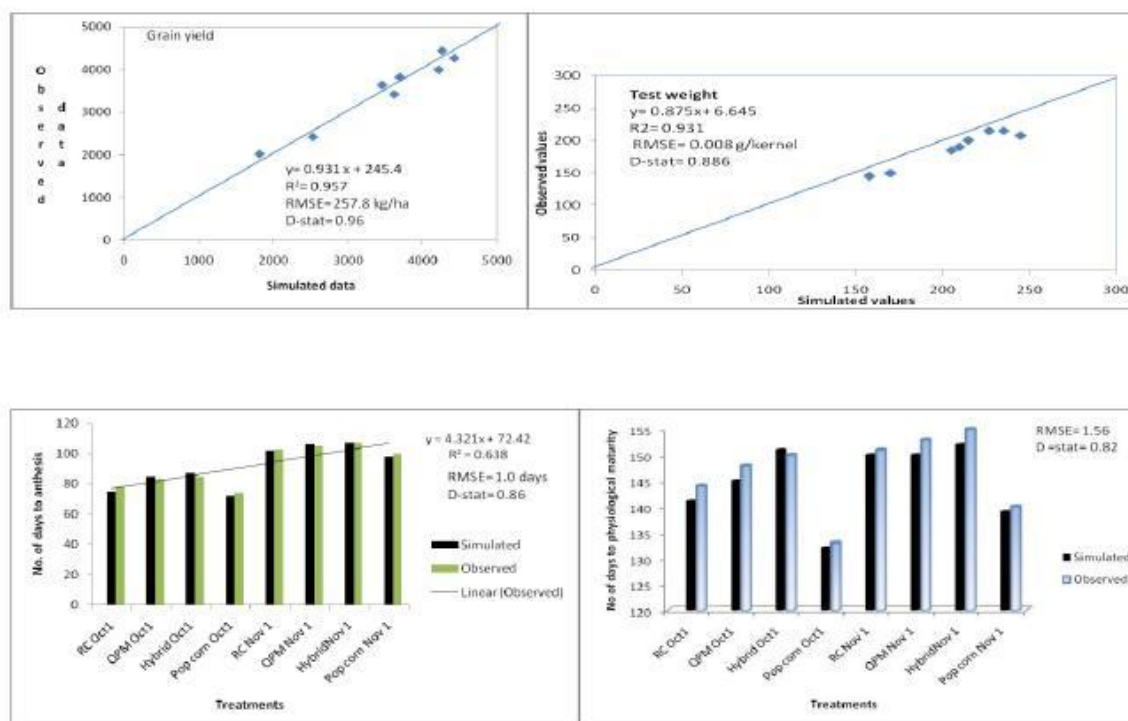 Grain yield
Observed
data
5000
4000
3000
2000
1000
0
y= 0.931 x + 245.4
R²= 0.957
RMSE= 257.8 kg/ha
D-stat= 0.96
0 1000 2000 3000 4000 5000
Simulated data
Observed values
300
250
200
150
100
50
0
Test weight
y= 0.875x+ 6.645
R2= 0.931
RMSE= 0.008 g/kernel
D-stat= 0.886
0 50 100 150 200 250 300
Simulated values
No. of days to anthesis
120
100
80
60
40
20
0
y = 4.321x + 72.42
R² = 0.638
RMSE= 1.0 days
D-stat= 0.86
Simulated
Observed
Linear (Observed)
RC Oct1
QPM Oct1
Hybrid Oct1
Pop corn Oct1
RC Nov 1
QPM Nov 1
HybridNov 1
Pop corn Nov 1
Treatments
No of days to physiological maturity
155
150
145
140
135
130
125
120
RMSE= 1.56
D =stat= 0.82
Simulated
Observed
RC Oct1
QPM Oct1
Hybrid Oct1
Pop corn Oct1
RC Nov 1
QPM Nov 1
HybridNov 1
Pop corn Nov 1
Treatments